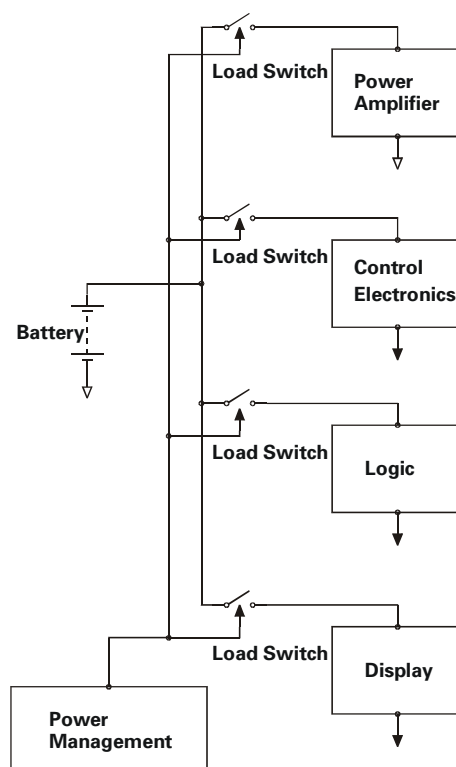 Load Switch
Power
Amplifier
Load Switch
Control
Electronics
Battery
Load Switch
Logic
Load Switch
Display
Power
Management